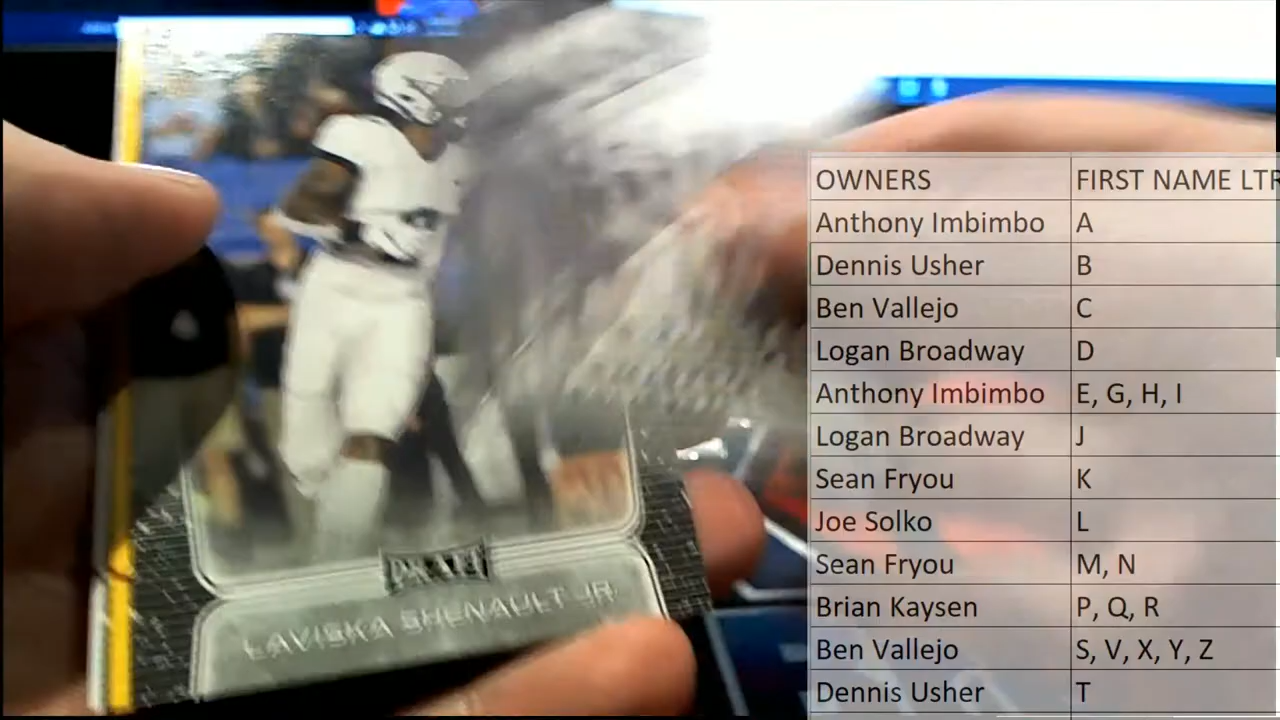 LAVISKA SHENAULT JR
OWNERS FIRST NAME LTR
Anthony Imbimbo A
Dennis Usher B
Ben Vallejo C
Logan Broadway D
Anthony Imbimbo E, G, H, I
Logan Broadway J
Sean Fryou K
Joe Solko L
Sean Fryou M, N
Brian Kaysen P, Q, R
Ben Vallejo S, V, X, Y, Z
Dennis Usher T